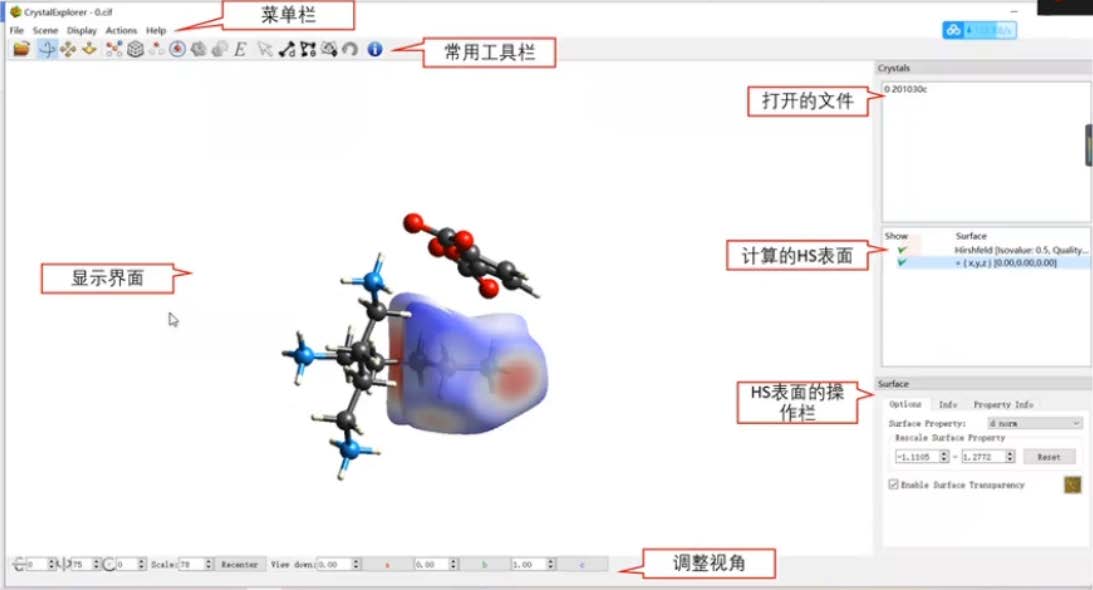 CrystalExplorer - 0.cif
菜单栏
File Scene Display Actions Help
E
常用工具栏
Crystals
0 201030c
打开的文件
Show Surface
Hirshfeld [Isovalue: 0.5, Quality...
+ ( x,y,z ) [0.00,0.00,0.00]
计算的HS表面
显示界面
Surface
HS表面的操
作栏
Options Info Property Info
Surface Property: d norm
Rescale Surface Property
-1.1105 - 1.2772 Reset
Enable Surface Transparency
0 75 0 Scale: 78 Recenter View down: 0.00 a 0.00 b 1.00 c
调整视角